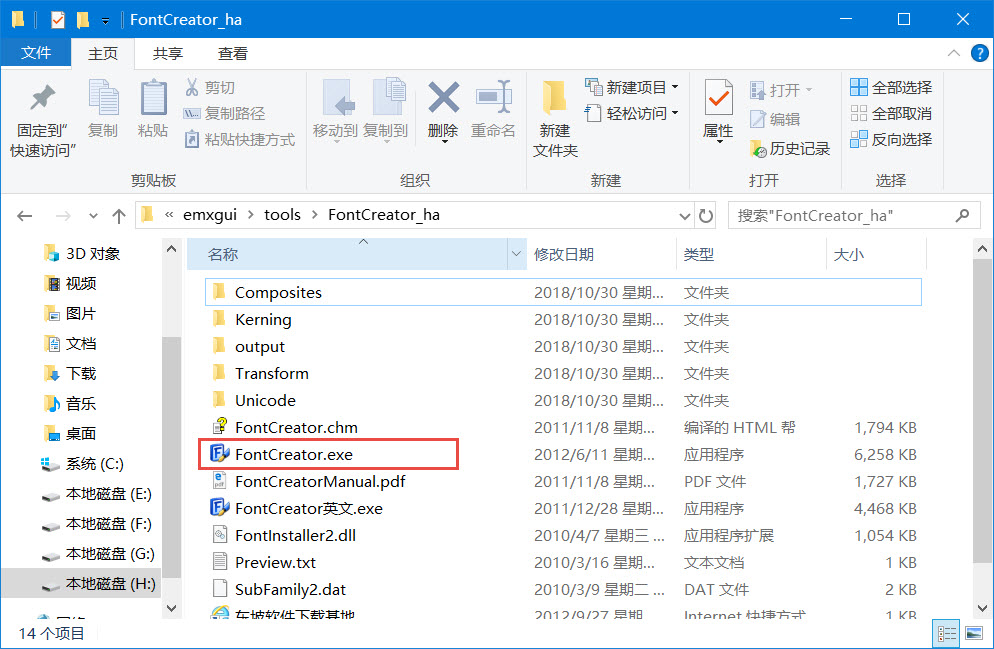 FontCreator_ha
文件 主页 共享 查看
固定到"快速访问"
复制
粘贴
剪切
复制路径
粘贴快捷方式
剪贴板
移动到
复制到
删除
重命名
组织
新建
文件夹
新建项目
轻松访问
新建
属性
打开
编辑
历史记录
打开
全部选择
全部取消
反向选择
选择
« emxgui > tools > FontCreator_ha
搜索"FontCreator_ha"
3D 对象
视频
图片
文档
下载
音乐
桌面
系统 (C:)
本地磁盘 (E:)
本地磁盘 (F:)
本地磁盘 (G:)
本地磁盘 (H:)
名称 修改日期 类型 大小
Composites 2018/10/30 星期... 文件夹
Kerning 2018/10/30 星期... 文件夹
output 2018/10/30 星期... 文件夹
Transform 2018/10/30 星期... 文件夹
Unicode 2018/10/30 星期... 文件夹
FontCreator.chm 2011/11/8 星期... 编译的 HTML 帮 1,794 KB
FontCreator.exe 2012/6/11 星期... 应用程序 6,258 KB
FontCreatorManual.pdf 2011/11/8 星期... PDF 文件 1,727 KB
FontCreator英文.exe 2011/12/28 星期... 应用程序 4,468 KB
FontInstaller2.dll 2010/4/7 星期三 ... 应用程序扩展 1,054 KB
Preview.txt 2010/3/16 星期... 文本文档 1 KB
SubFamily2.dat 2010/3/9 星期二 ... DAT 文件 2 KB
东坡软件下载基地 2012/9/27 星期... Internet 快捷方式 1 KB
14 个项目